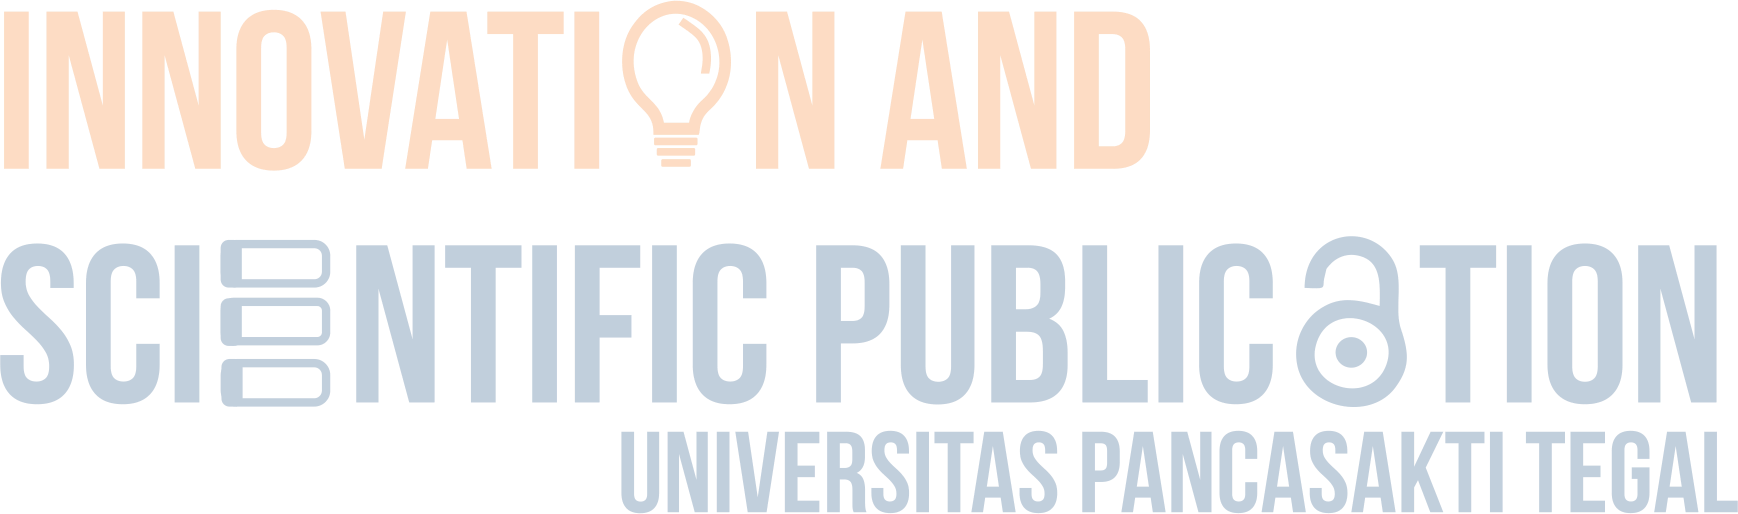 INNOVATION AND
SCIENTIFIC PUBLICATION
UNIVERSITAS PANCASAKTI TEGAL